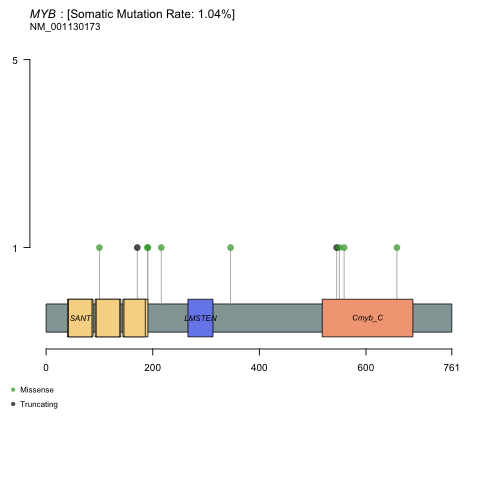 MYB : [Somatic Mutation Rate: 1.04%]
NM_001130173
5
1
SANT LMSTEN Cmyb_C
0 200 400 600 761
Missense
Truncating